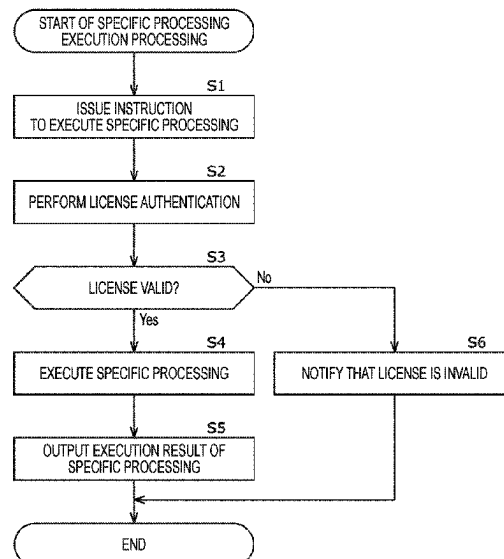 START OF SPECIFIC PROCESSING
EXECUTION PROCESSING
S1
ISSUE INSTRUCTION
TO EXECUTE SPECIFIC PROCESSING
S2
PERFORM LICENSE AUTHENTICATION
S3
LICENSE VALID?
No
Yes
S4
EXECUTE SPECIFIC PROCESSING
S6
NOTIFY THAT LICENSE IS INVALID
S5
OUTPUT EXECUTION RESULT OF
SPECIFIC PROCESSING
END